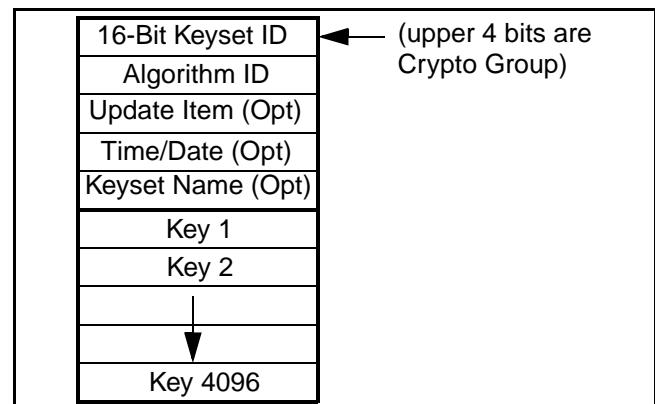 16-Bit Keyset ID
(upper 4 bits are
Crypto Group)
Algorithm ID
Update Item (Opt)
Time/Date (Opt)
Keyset Name (Opt)
Key 1
Key 2
Key 4096